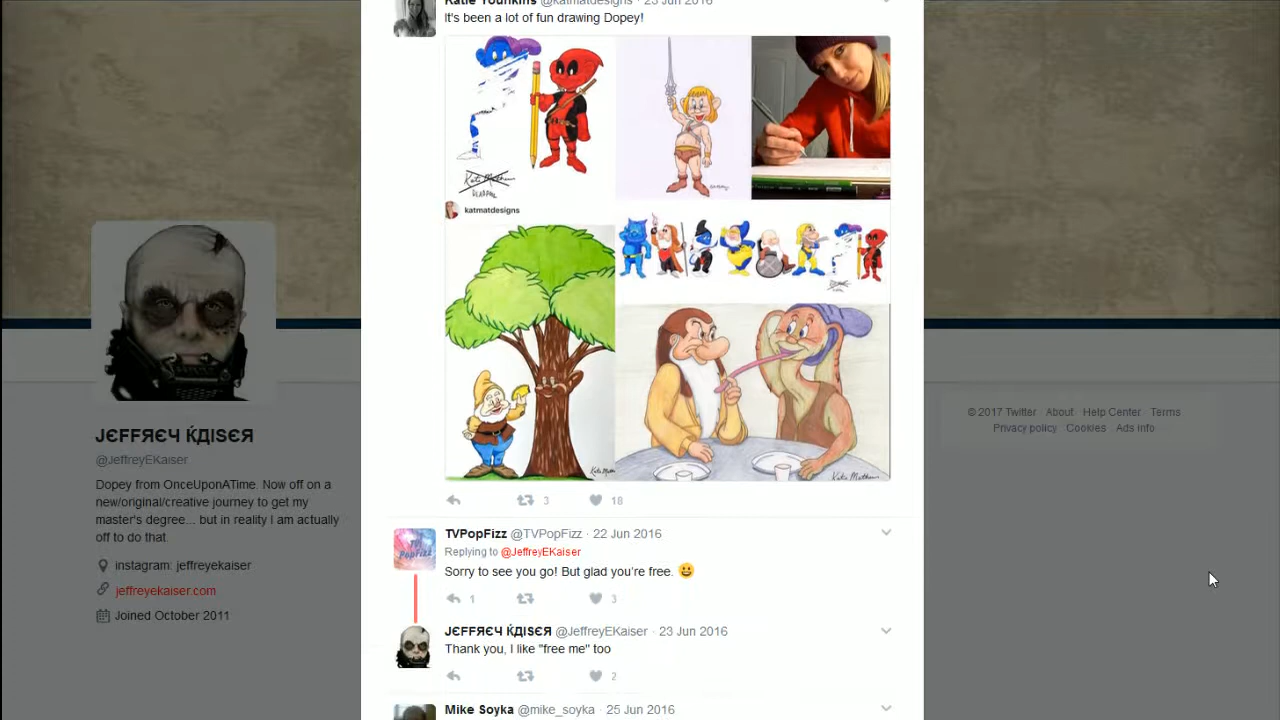 Katie Younkins @katmatdesigns · 23 Jun 2016
It's been a lot of fun drawing Dopey!
katmatdesigns
JЄFFЯЄЧ ЌДISЄЯ
@JeffreyEKaiser
Dopey from OnceUponATime. Now off on a
new/original/creative journey to get my
master's degree... but in reality I am actually
off to do that.
instagram: jeffreyekaiser
jeffreyekaiser.com
Joined October 2011
3 18
TVPopFizz @TVPopFizz · 22 Jun 2016
Replying to @JeffreyEKaiser
Sorry to see you go! But glad you're free. 😀
1 3
JЄFFЯЄЧ ЌДISЄЯ @JeffreyEKaiser · 23 Jun 2016
Thank you, I like "free me" too
2
Mike Soyka @mike_soyka · 25 Jun 2016
© 2017 Twitter About Help Center Terms
Privacy policy Cookies Ads info